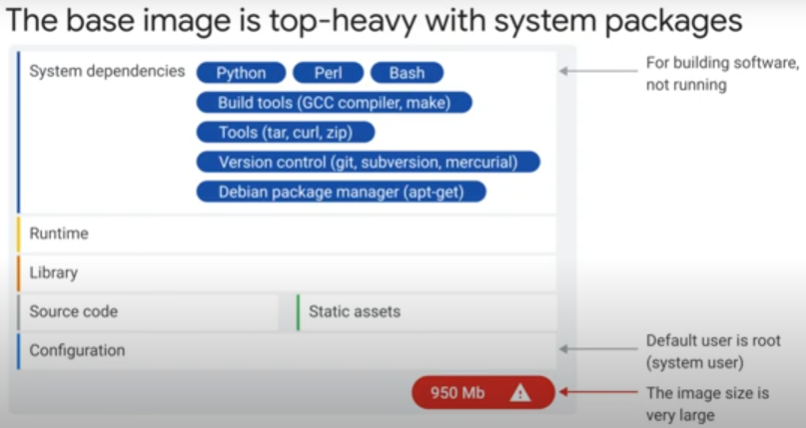 The base image is top-heavy with system packages
System dependencies
Python
Perl
Bash
Build tools (GCC compiler, make)
Tools (tar, curl, zip)
Version control (git, subversion, mercurial)
Debian package manager (apt-get)
For building software,
not running
Runtime
Library
Source code
Static assets
Configuration
Default user is root
(system user)
950 Mb
The image size is
very large